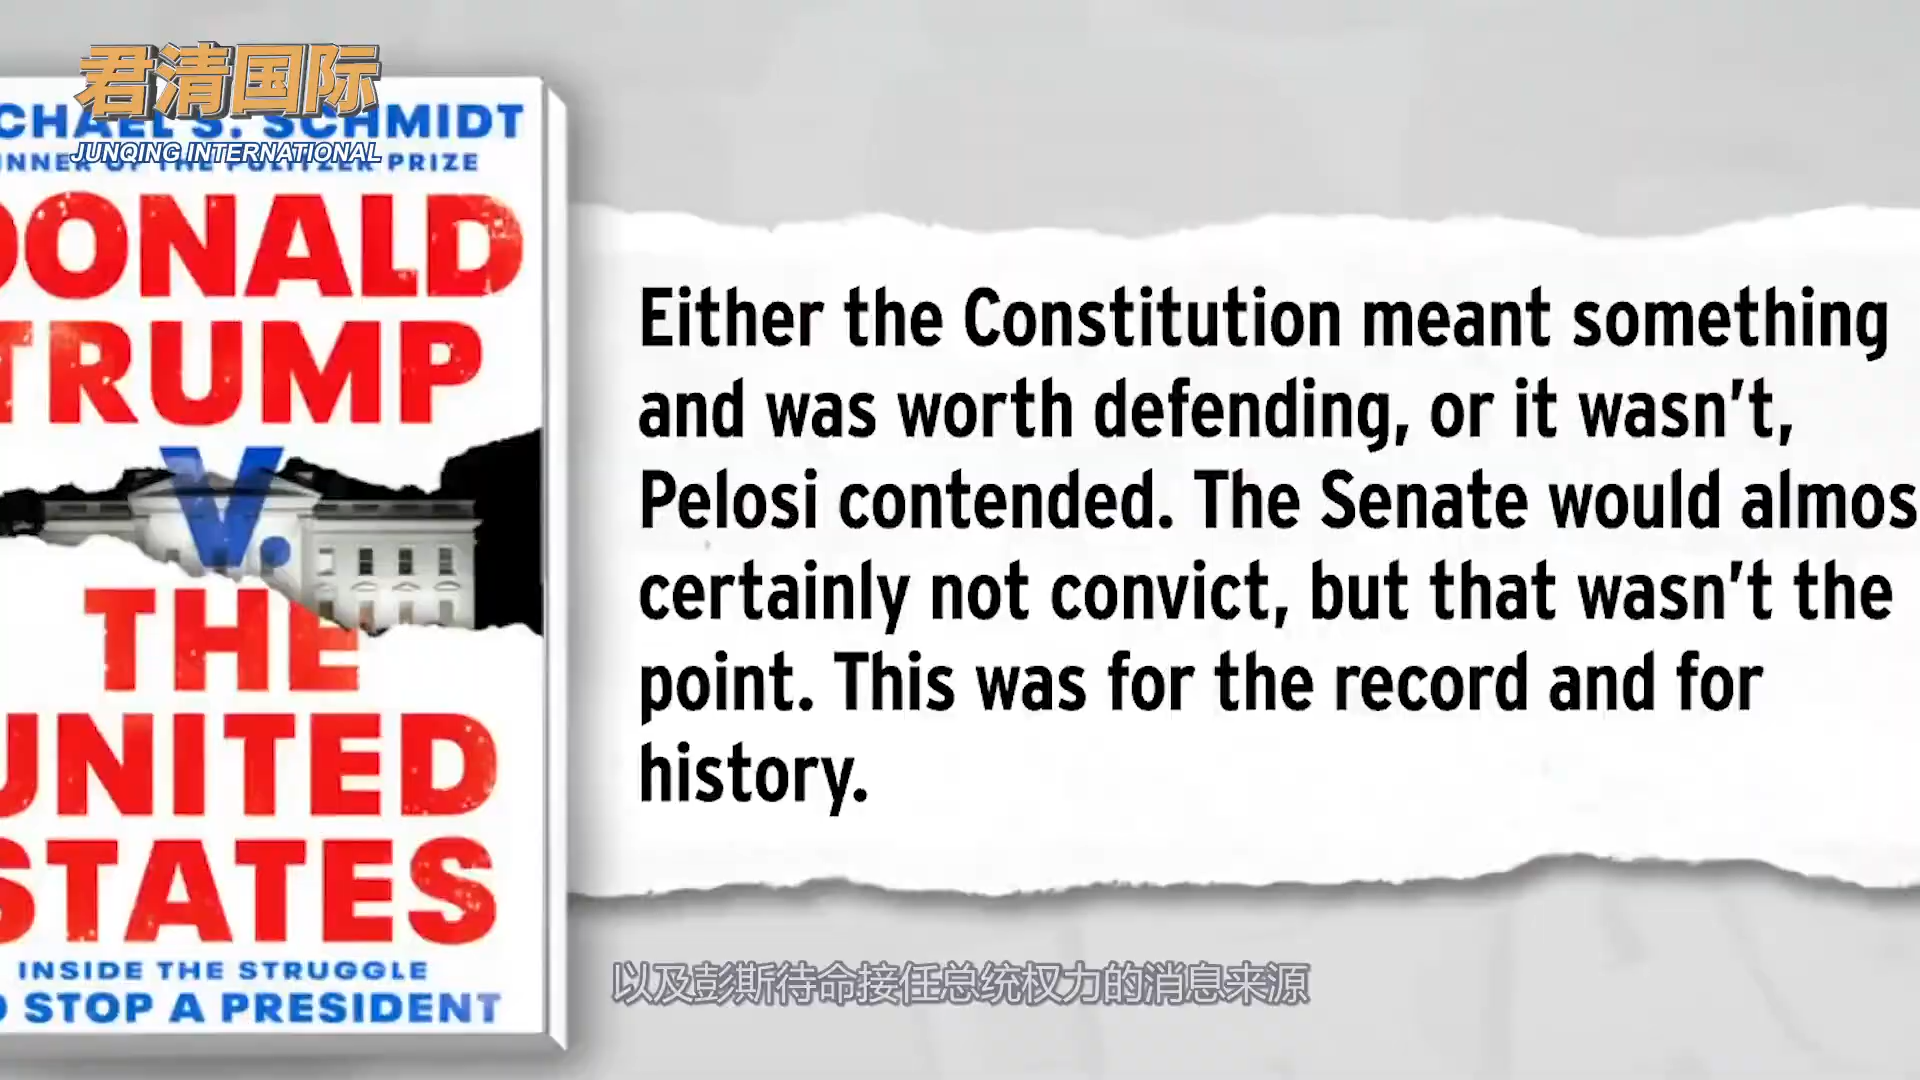 君清国际
JUNQING INTERNATIONAL
CHAEL S. SCHMIDT
NNER OF THE PULITZER PRIZE
DONALD
TRUMP
V.
THE
UNITED
STATES
INSIDE THE STRUGGLE
O STOP A PRESIDENT
Either the Constitution meant something
and was worth defending, or it wasn't,
Pelosi contended. The Senate would almos
certainly not convict, but that wasn't the
point. This was for the record and for
history.
以及彭斯待命接任总统权力的消息来源